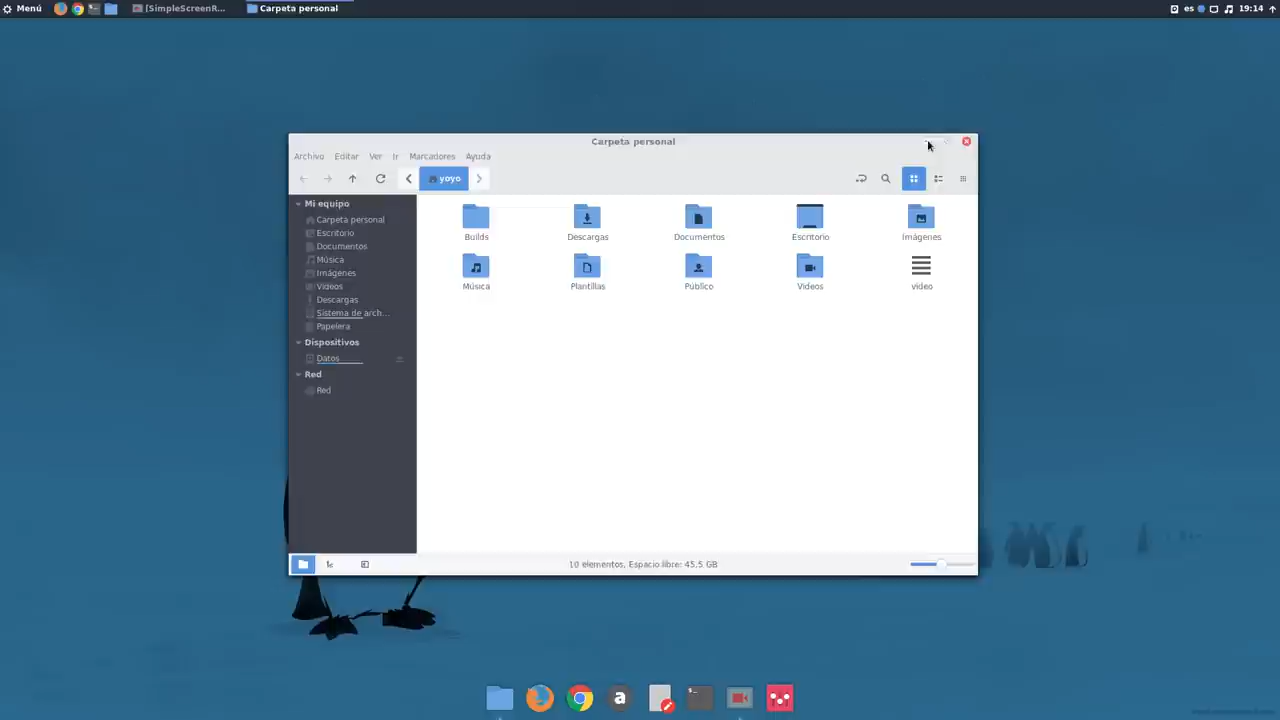 Menú
[SimpleScreenR...
Carpeta personal
es
19:14
Carpeta personal
Archivo Editar Ver Ir Marcadores Ayuda
yoyo
Mi equipo
Carpeta personal
Escritorio
Documentos
Música
Imágenes
Vídeos
Descargas
Sistema de arch...
Papelera
Dispositivos
Datos
Red
Red
Builds
Descargas
Documentos
Escritorio
Imágenes
Música
Plantillas
Público
Vídeos
video
10 elementos, Espacio libre: 45,5 GB